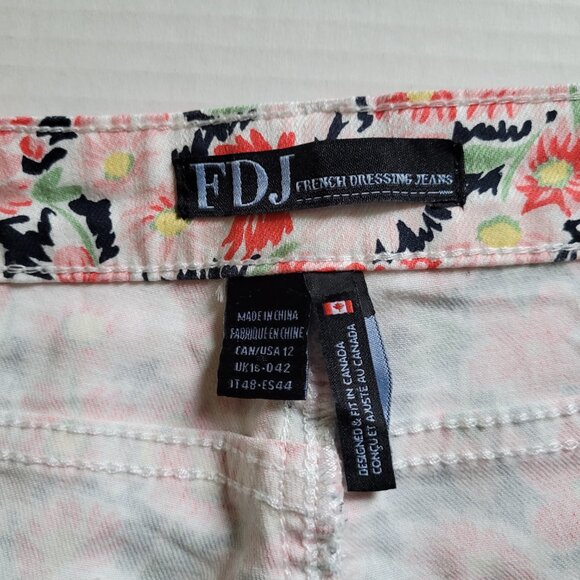 FDJ FRENCH DRESSING JEANS
MADE IN CHINA
FABRIQUE EN CHINE
CAN/USA 12
UK16-D42
IT48-ES44
DESIGNED & FIT IN CANADA
CONÇU ET AJUSTÉ AU CANADA